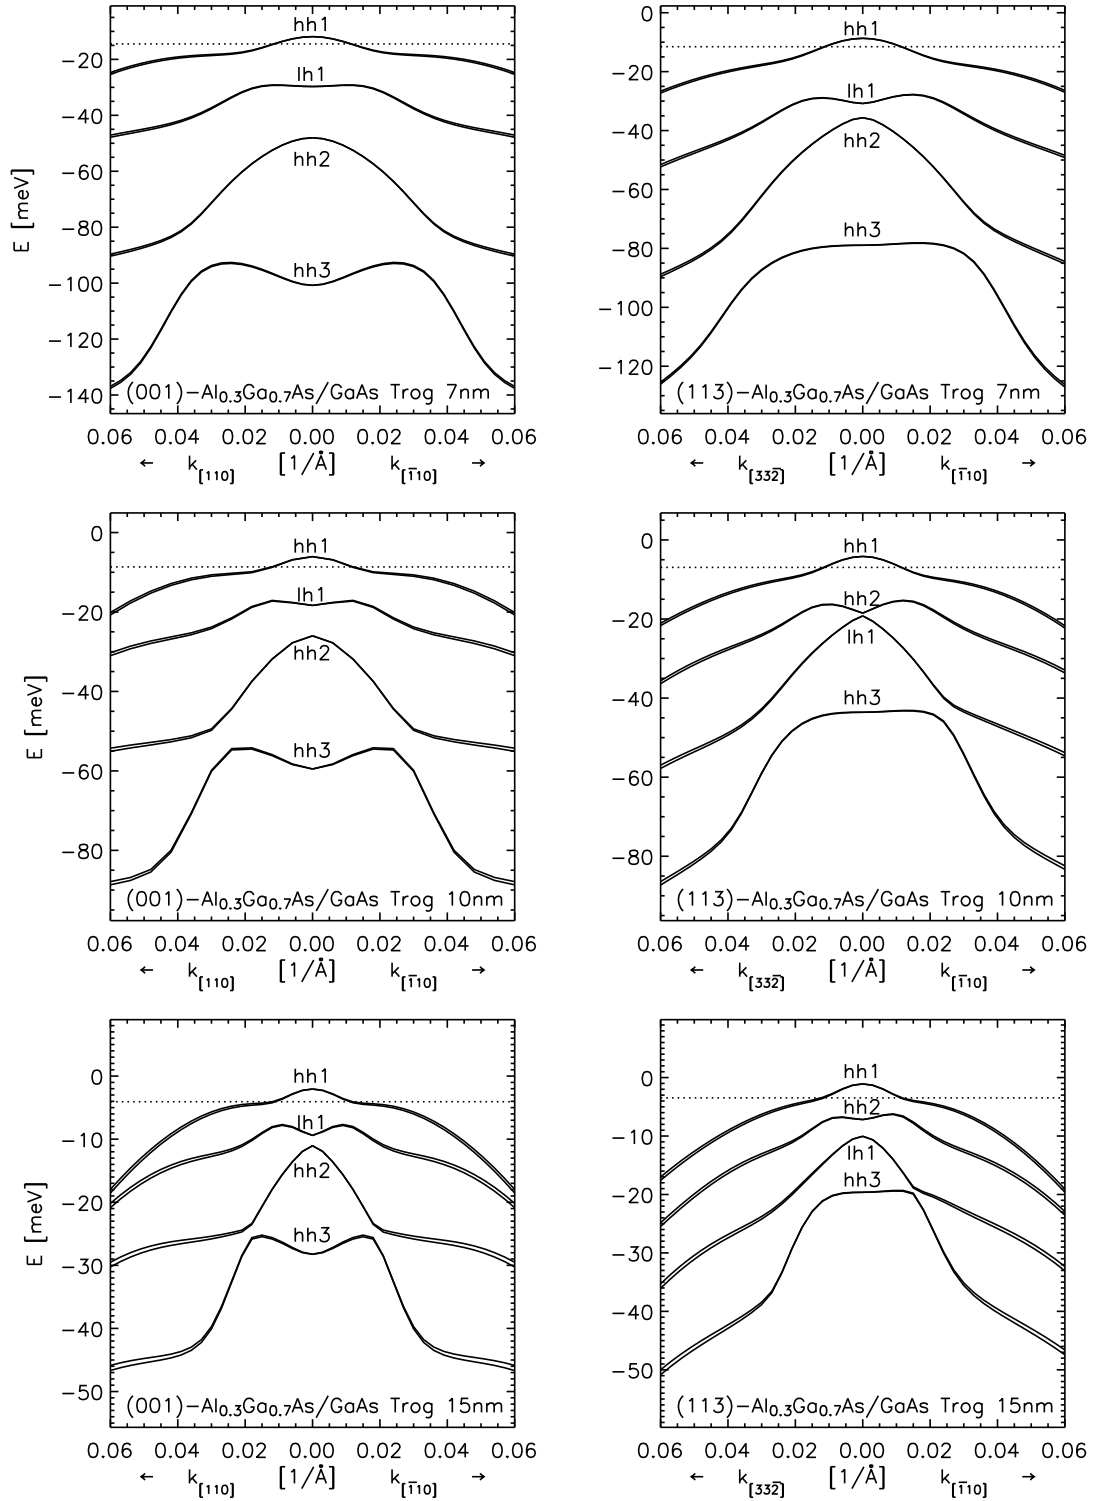 hh1
lh1
hh2
hh3
E [meV]
−20
−40
−60
−80
−100
−120
−140
(001)−Al0.3Ga0.7As/GaAs Trog 7nm
0.06 0.04 0.02 0.00 0.02 0.04 0.06
← k[110] [1/Å] k[1̅10] →
hh1
lh1
hh2
hh3
0
−20
−40
−60
−80
−100
−120
(113)−Al0.3Ga0.7As/GaAs Trog 7nm
0.06 0.04 0.02 0.00 0.02 0.04 0.06
← k[332̅] [1/Å] k[1̅10] →
hh1
lh1
hh2
hh3
E [meV]
0
−20
−40
−60
−80
(001)−Al0.3Ga0.7As/GaAs Trog 10nm
0.06 0.04 0.02 0.00 0.02 0.04 0.06
← k[110] [1/Å] k[1̅10] →
hh1
hh2
lh1
hh3
0
−20
−40
−60
−80
(113)−Al0.3Ga0.7As/GaAs Trog 10nm
0.06 0.04 0.02 0.00 0.02 0.04 0.06
← k[332̅] [1/Å] k[1̅10] →
hh1
lh1
hh2
hh3
E [meV]
0
−10
−20
−30
−40
−50
(001)−Al0.3Ga0.7As/GaAs Trog 15nm
0.06 0.04 0.02 0.00 0.02 0.04 0.06
← k[110] [1/Å] k[1̅10] →
hh1
hh2
lh1
hh3
0
−10
−20
−30
−40
−50
(113)−Al0.3Ga0.7As/GaAs Trog 15nm
0.06 0.04 0.02 0.00 0.02 0.04 0.06
← k[332̅] [1/Å] k[1̅10] →